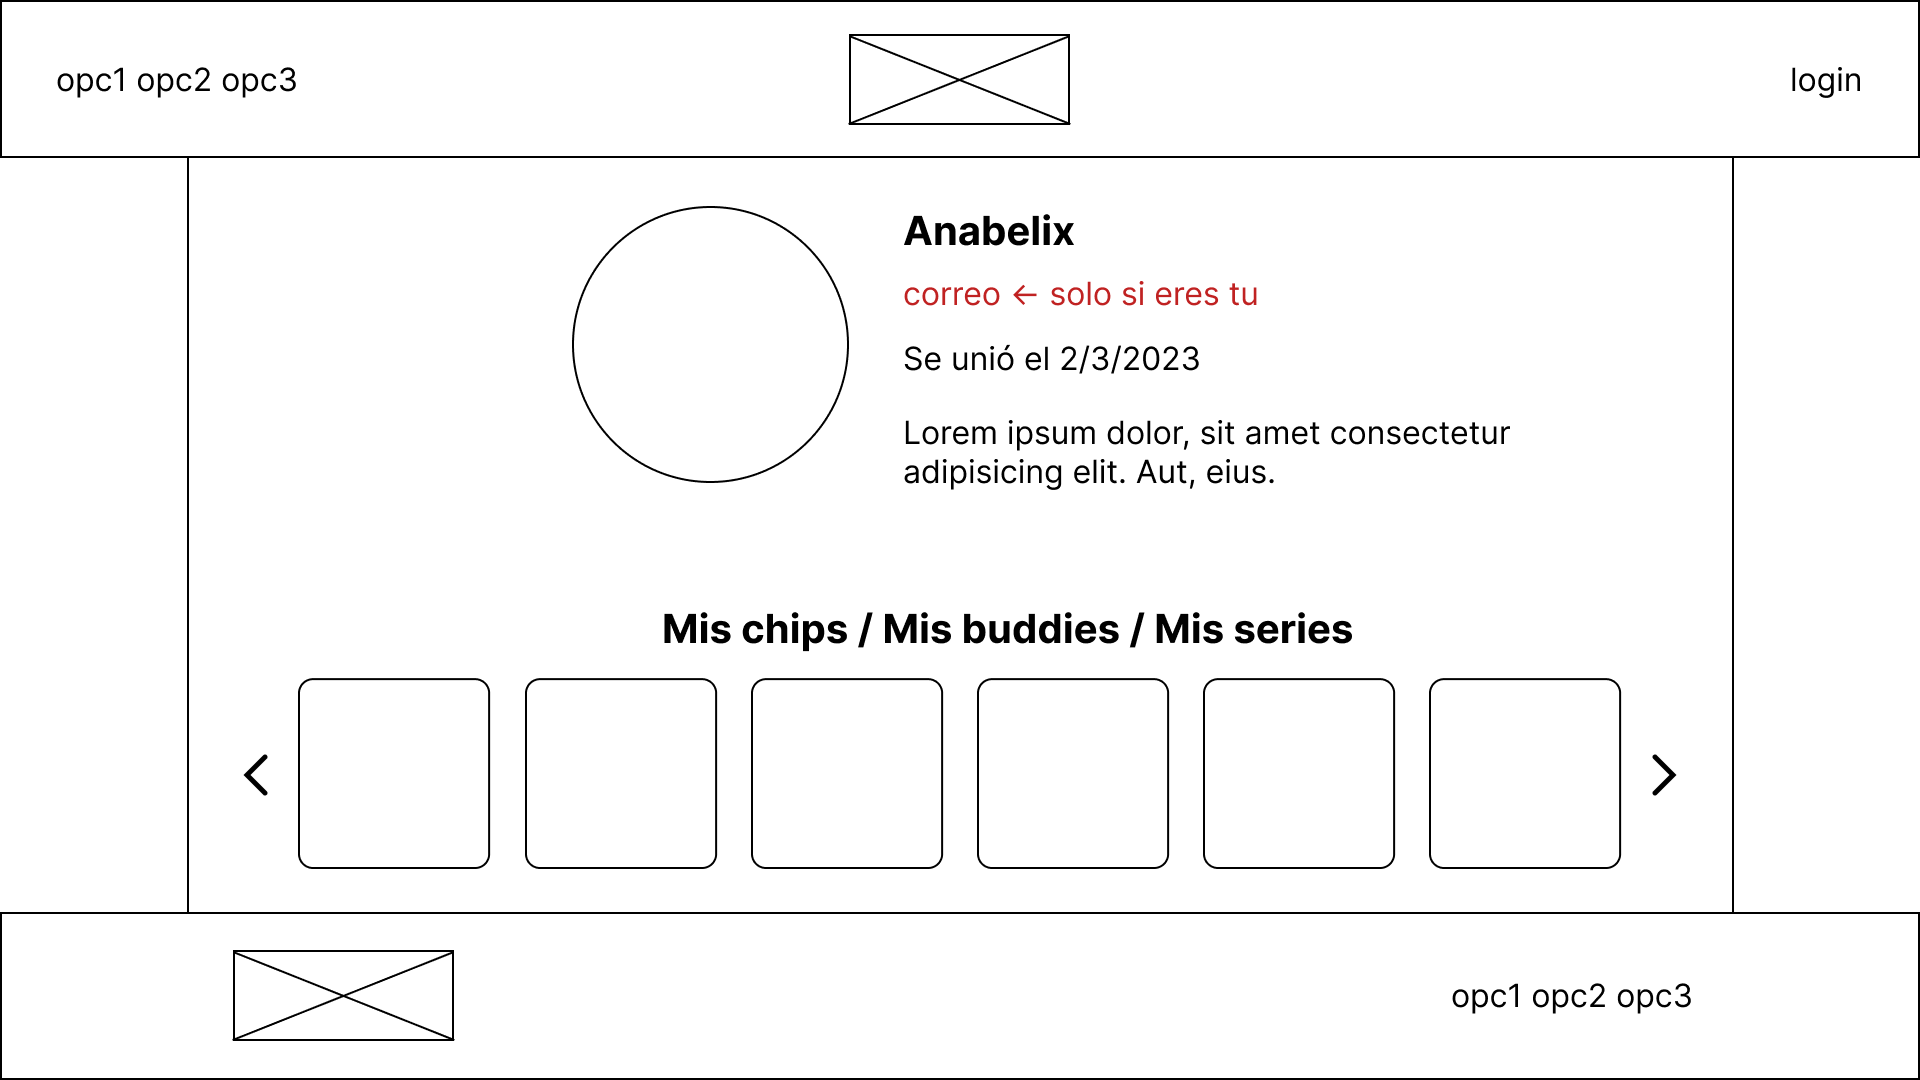 opc1 opc2 opc3
login
Anabelix
correo ← solo si eres tu
Se unió el 2/3/2023
Lorem ipsum dolor, sit amet consectetur
adipisicing elit. Aut, eius.
Mis chips / Mis buddies / Mis series
opc1 opc2 opc3